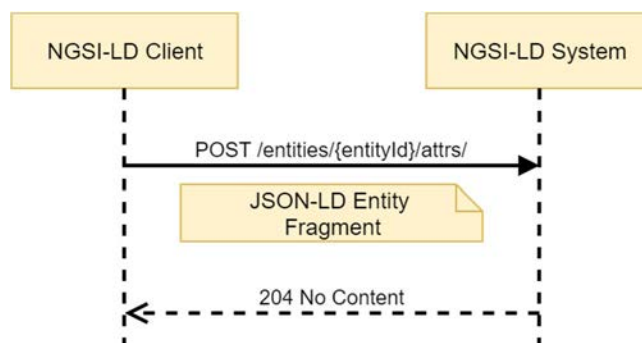 NGSI-LD Client
NGSI-LD System
POST /entities/{entityId}/attrs/
JSON-LD Entity
Fragment
204 No Content